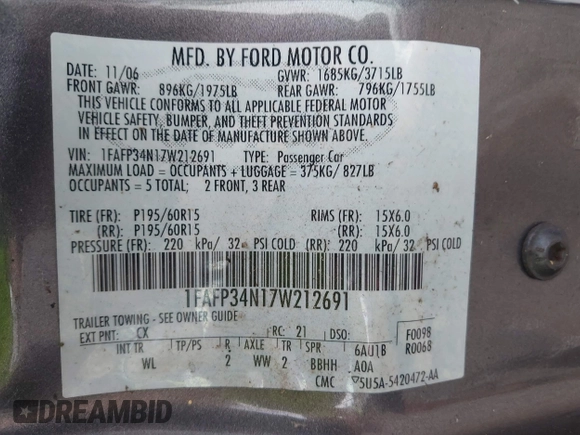 MFD. BY FORD MOTOR CO.
DATE: 11/06 GVWR: 1685KG/3715LB
FRONT GAWR: 896KG/1975LB REAR GAWR: 796KG/1755LB
THIS VEHICLE CONFORMS TO ALL APPLICABLE FEDERAL MOTOR
VEHICLE SAFETY, BUMPER, AND THEFT PREVENTION STANDARDS
IN EFFECT ON THE DATE OF MANUFACTURE SHOWN ABOVE.
VIN: 1FAFP34N17W212691 TYPE: Passenger Car
MAXIMUM LOAD = OCCUPANTS + LUGGAGE = 375KG/ 827LB
OCCUPANTS = 5 TOTAL; 2 FRONT, 3 REAR
TIRE (FR): P195/60R15 RIMS (FR): 15X6.0
(RR): P195/60R15 (RR): 15X6.0
PRESSURE (FR): 220 kPa/ 32 PSI COLD (RR): 220 kPa/ 32 PSI COLD
1FAFP34N17W212691
TRAILER TOWING - SEE OWNER GUIDE
EXT PNT: CX RC: 21 DSO: F0098
INT TR TP/PS R AXLE TR SPR 6AU1B R0068
WL 2 WW 2 BBHH AOA
CMC 5U5A-5420472-AA
DREAMBID